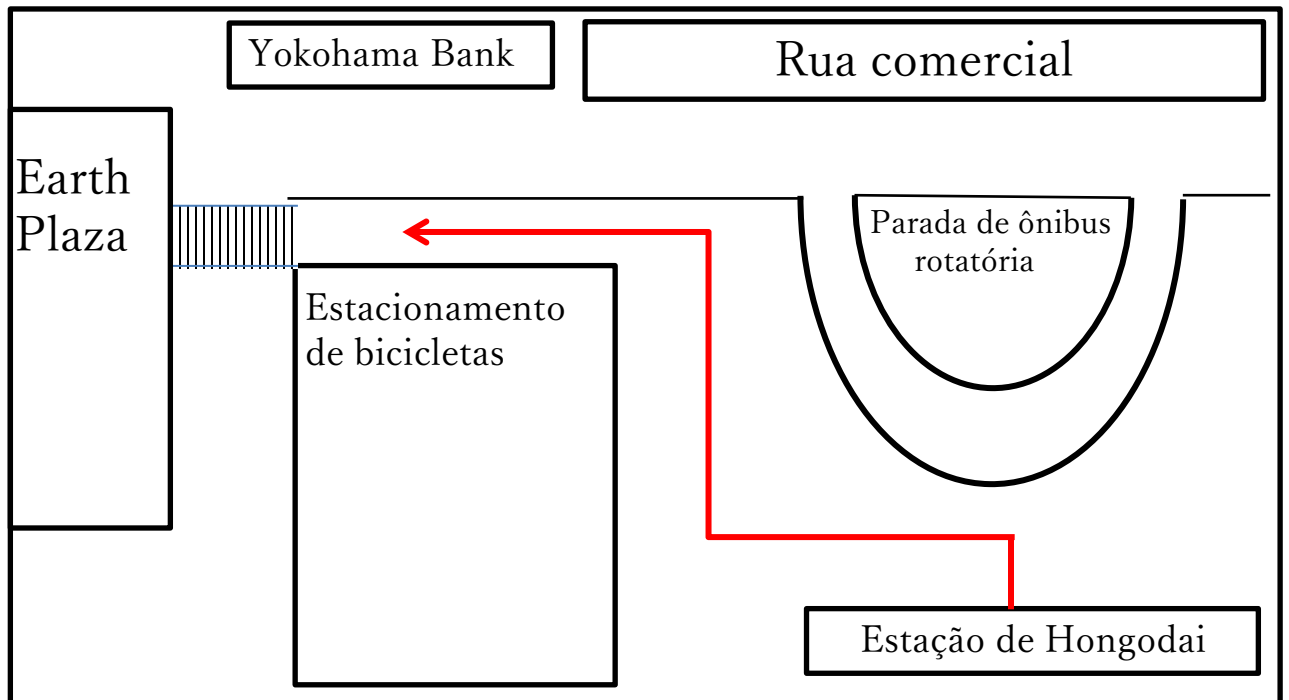 Yokohama Bank
Rua comercial
Earth
Plaza
Parada de ônibus
rotatória
Estacionamento
de bicicletas
Estação de Hongodai